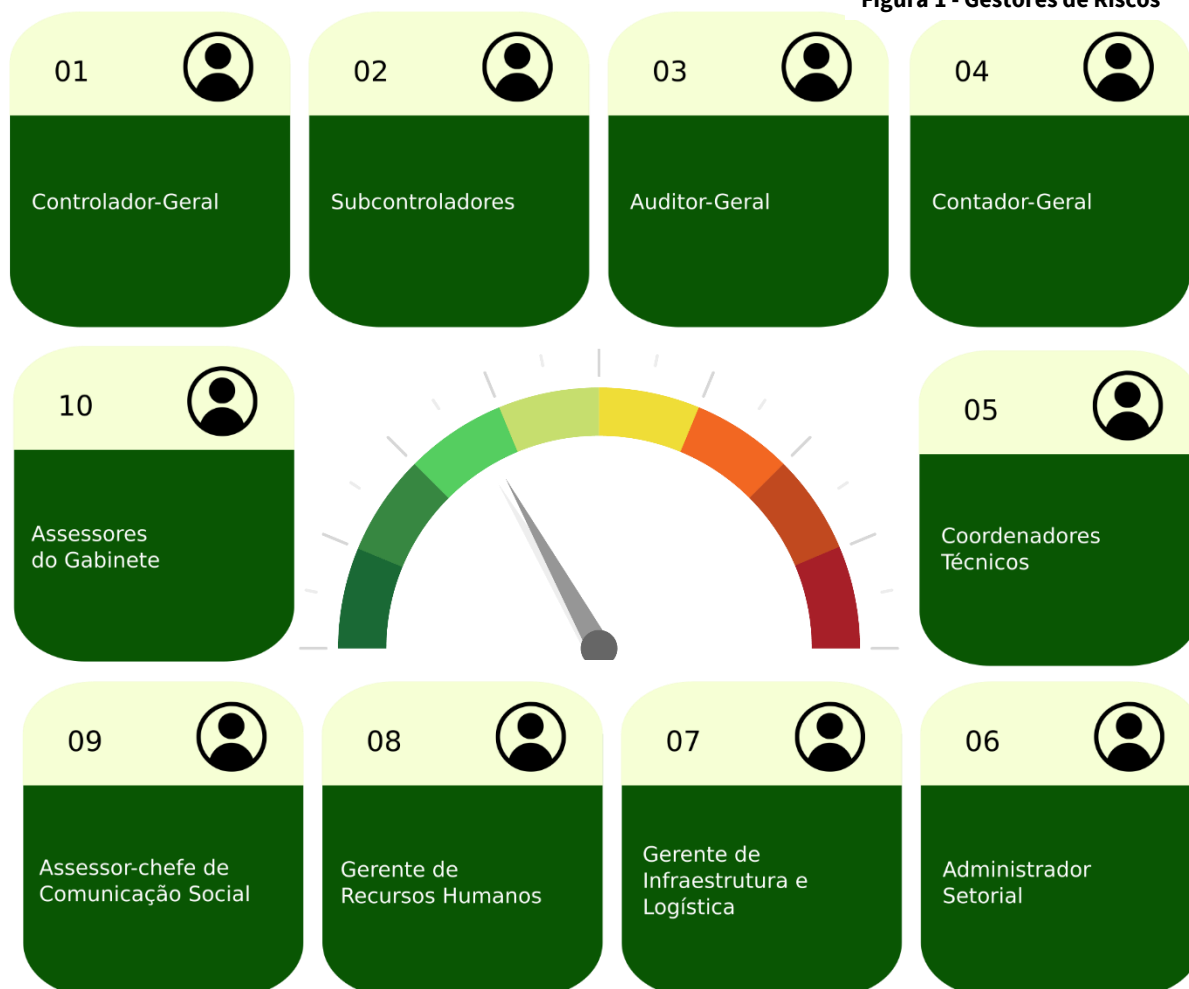 Figura 1 - Gestores de Riscos
01
Controlador-Geral
02
Subcontroladores
03
Auditor-Geral
04
Contador-Geral
10
Assessores
do Gabinete
05
Coordenadores
Técnicos
09
Assessor-chefe de
Comunicação Social
08
Gerente de
Recursos Humanos
07
Gerente de
Infraestrutura e
Logística
06
Administrador
Setorial